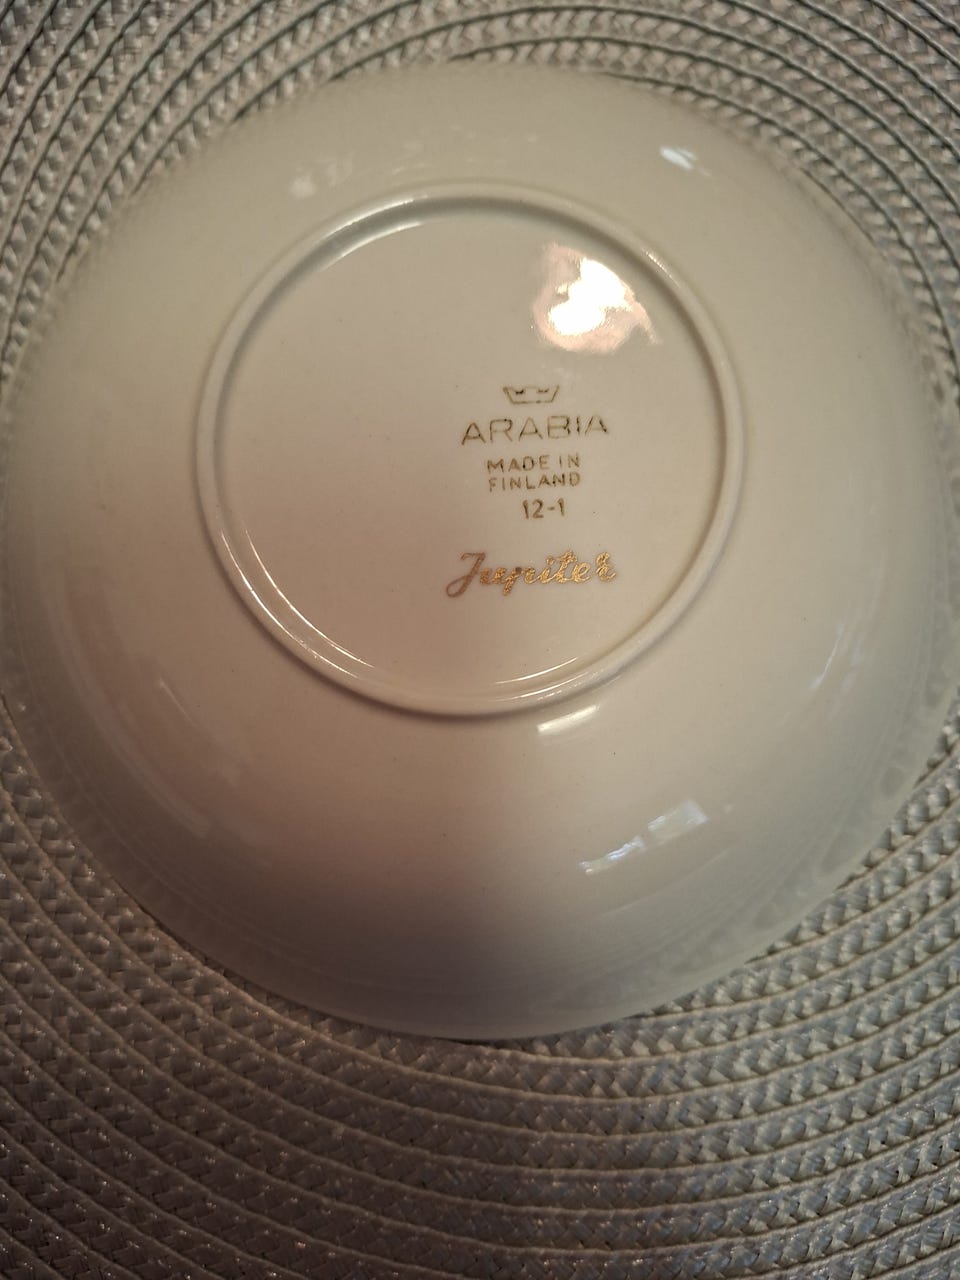 ARABIA
MADE IN
FINLAND
12-1
Jupiter